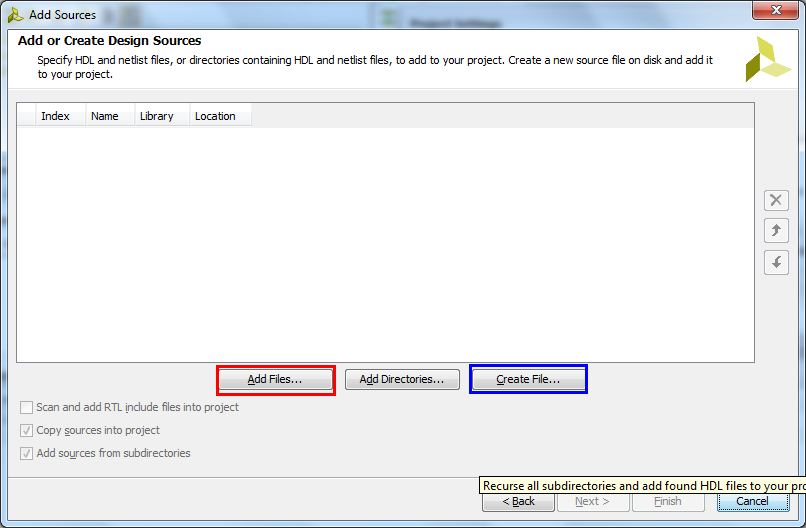 Add Sources
Project Settings
Add or Create Design Sources
Specify HDL and netlist files, or directories containing HDL and netlist files, to add to your project. Create a new source file on disk and add it
to your project.
Index Name Library Location
Add Files... Add Directories... Create File...
Scan and add RTL include files into project
Copy sources into project
Add sources from subdirectories
Recurse all subdirectories and add found HDL files to your pro
< Back Next > Finish Cancel